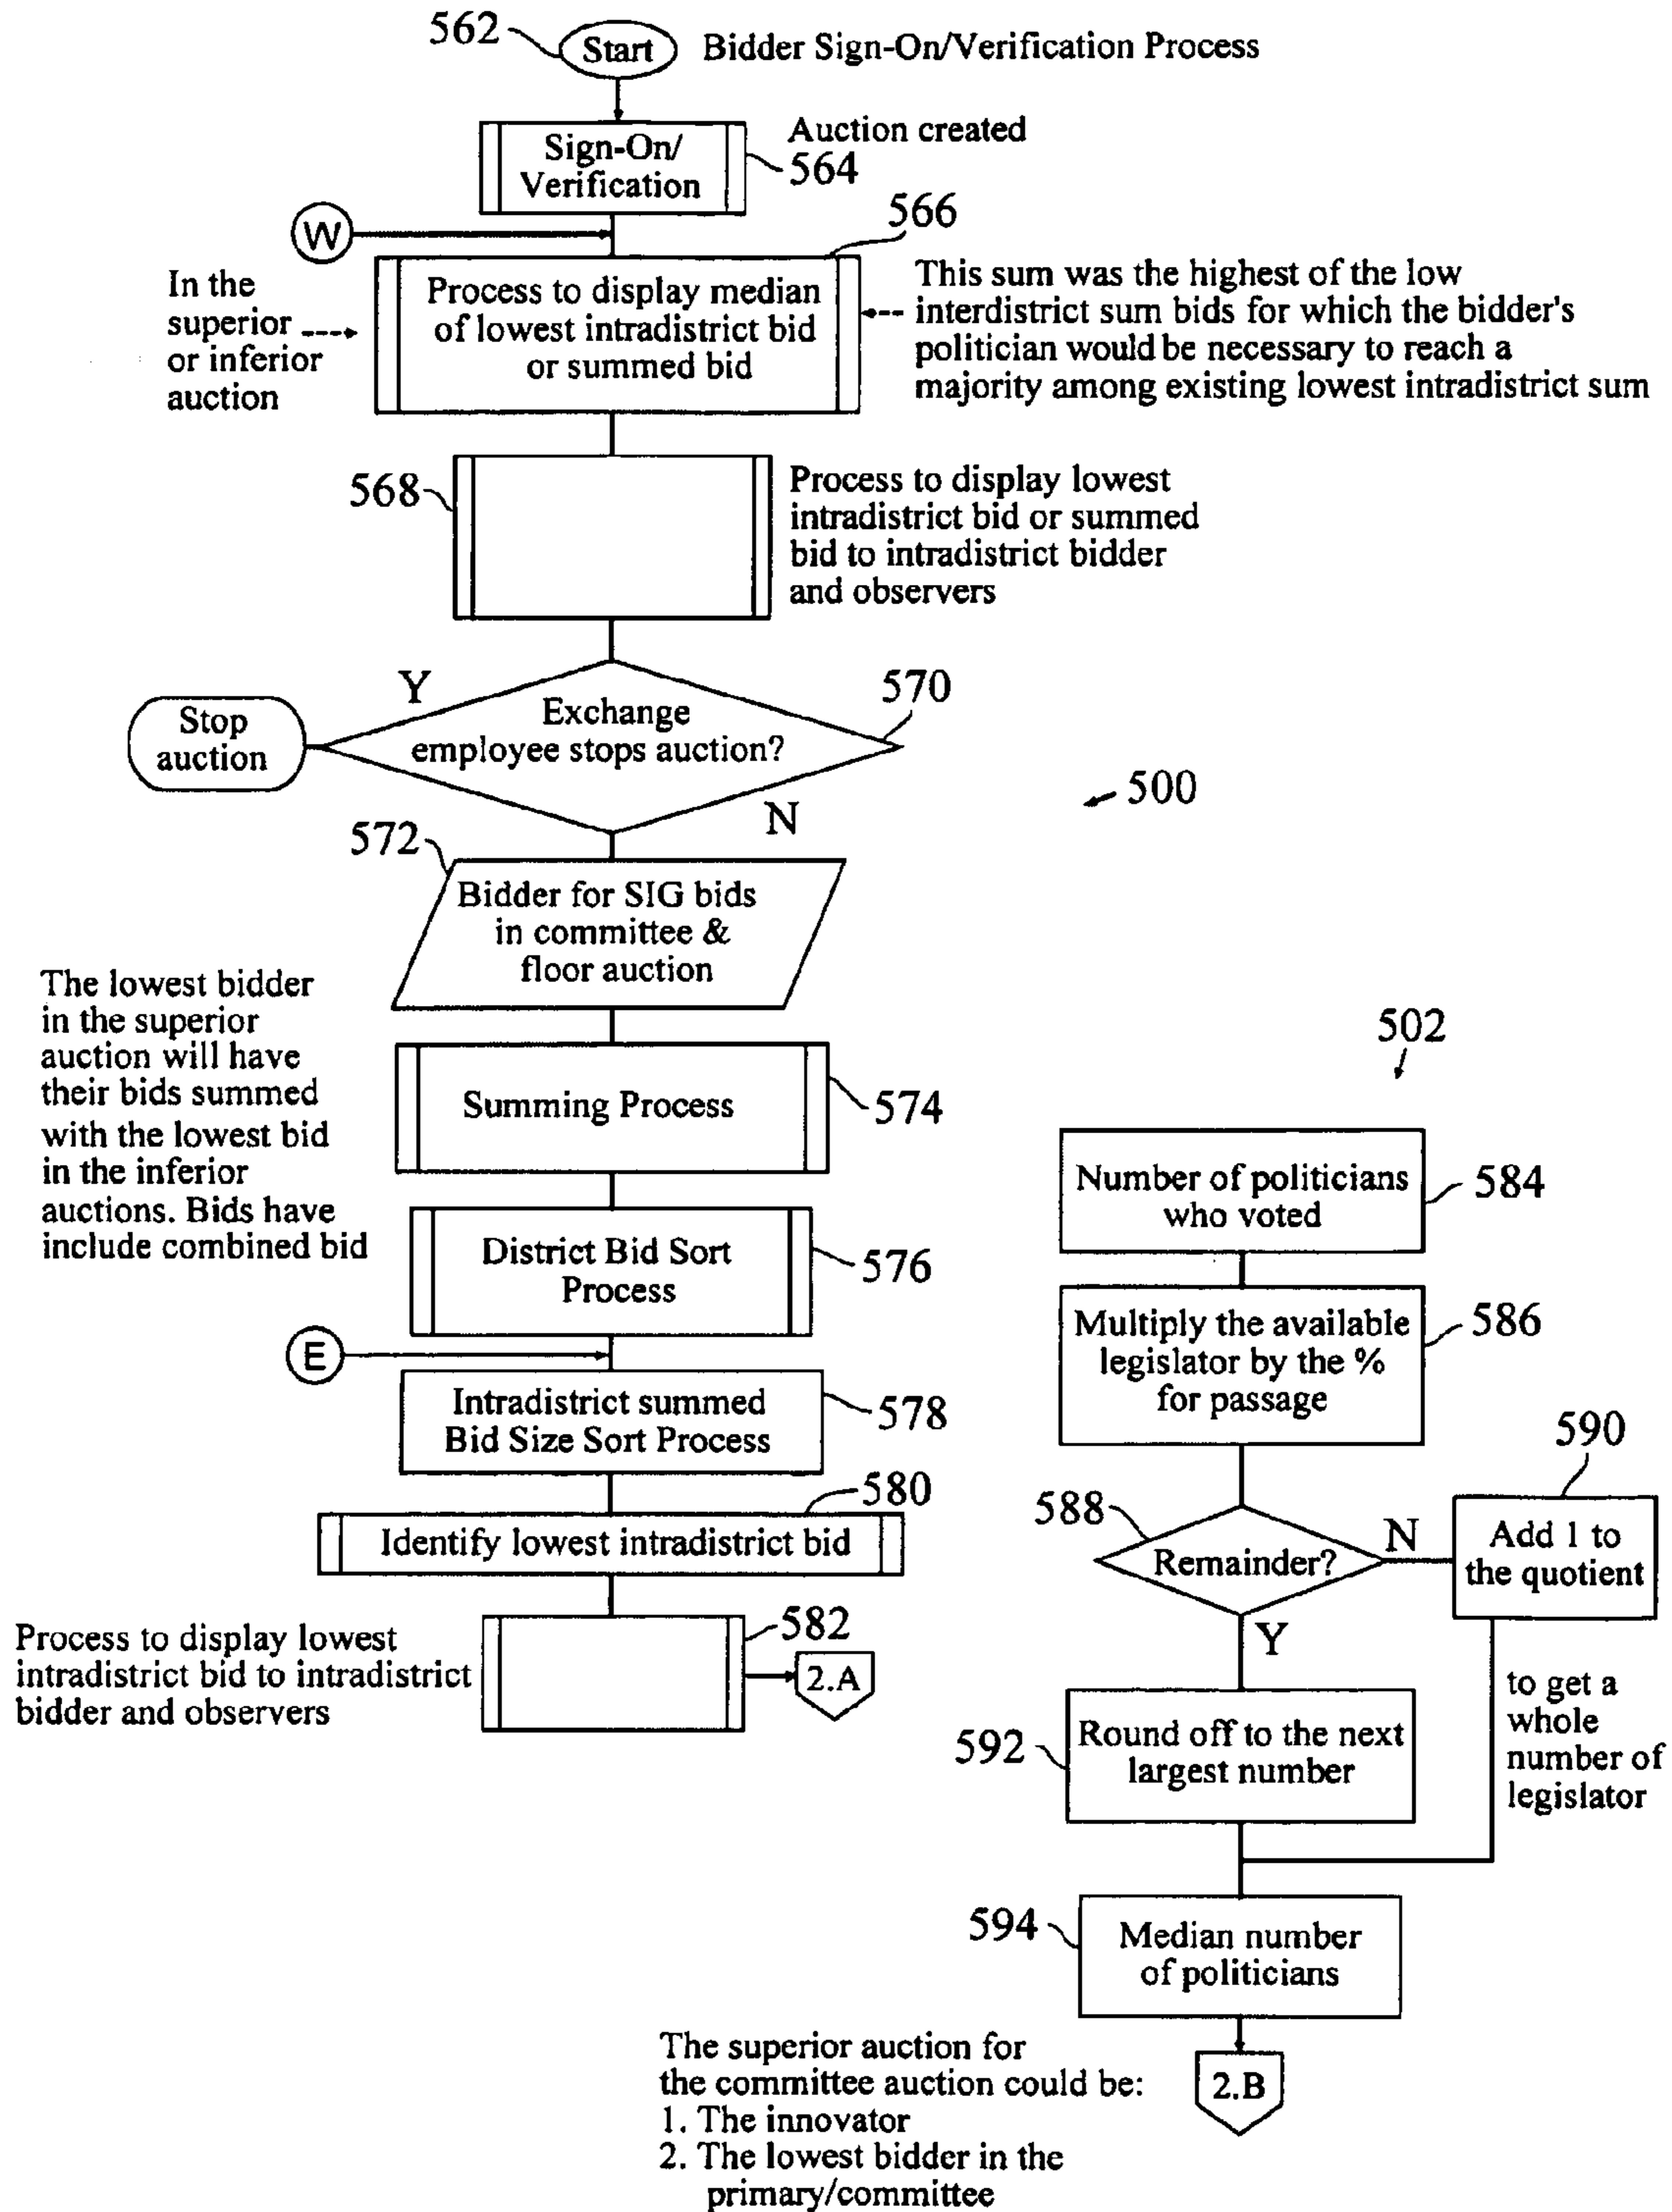 562
Start
Bidder Sign-On/Verification Process
Sign-On/
Verification
Auction created
564
W
566
In the
superior
or inferior
auction
Process to display median
of lowest intradistrict bid
or summed bid
This sum was the highest of the low
interdistrict sum bids for which the bidder's
politician would be necessary to reach a
majority among existing lowest intradistrict sum
568
Process to display lowest
intradistrict bid or summed
bid to intradistrict bidder
and observers
Y
Stop
auction
Exchange
employee stops auction?
570
N
500
572
Bidder for SIG bids
in committee &
floor auction
The lowest bidder
in the superior
auction will have
their bids summed
with the lowest bid
in the inferior
auctions. Bids have
include combined bid
Summing Process
574
District Bid Sort
Process
576
E
Intradistrict summed
Bid Size Sort Process
578
580
Identify lowest intradistrict bid
Process to display lowest
intradistrict bid to intradistrict
bidder and observers
582
2.A
502
Number of politicians
who voted
584
Multiply the available
legislator by the %
for passage
586
588
Remainder?
N
590
Add 1 to
the quotient
Y
592
Round off to the next
largest number
to get a
whole
number of
legislator
594
Median number
of politicians
2.B
The superior auction for
the committee auction could be:
1. The innovator
2. The lowest bidder in the
primary/committee